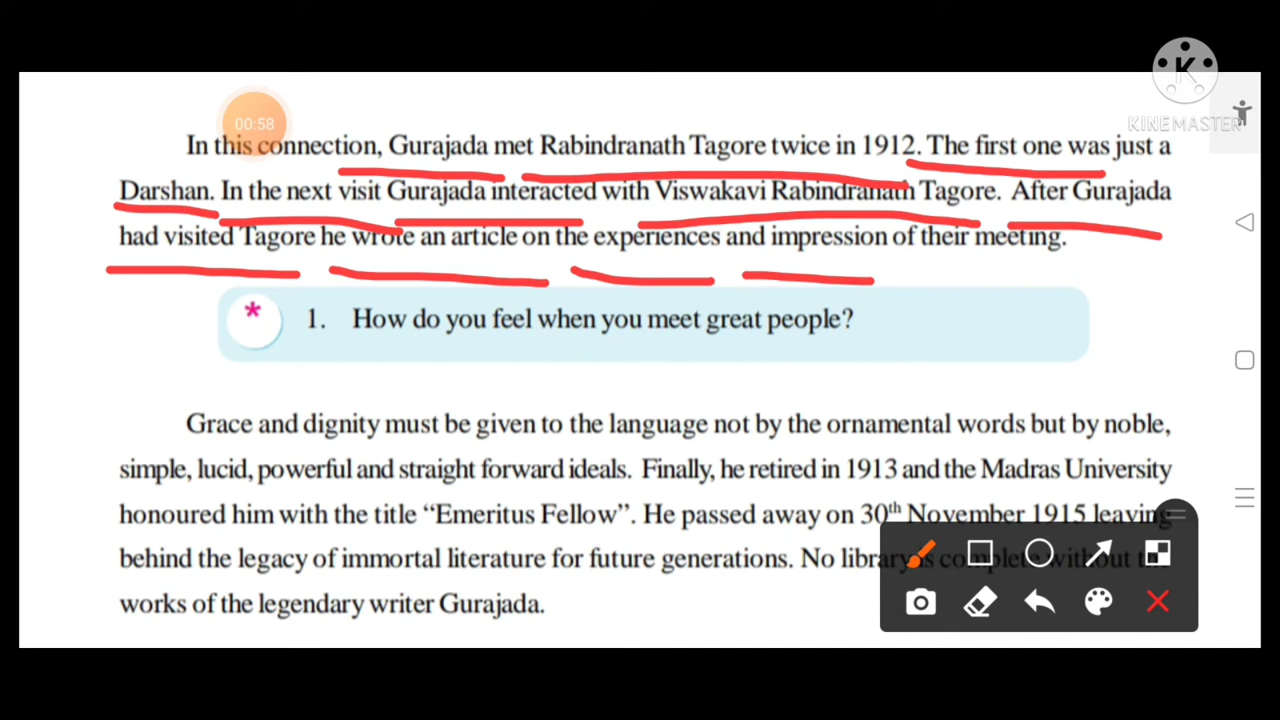 KINEMASTER
00:58
In this connection, Gurajada met Rabindranath Tagore twice in 1912. The first one was just a
Darshan. In the next visit Gurajada interacted with Viswakavi Rabindranath Tagore. After Gurajada
had visited Tagore he wrote an article on the experiences and impression of their meeting.
* 1. How do you feel when you meet great people?
Grace and dignity must be given to the language not by the ornamental words but by noble,
simple, lucid, powerful and straight forward ideals. Finally, he retired in 1913 and the Madras University
honoured him with the title “Emeritus Fellow”. He passed away on 30th November 1915 leaving
behind the legacy of immortal literature for future generations. No library is complete without the
works of the legendary writer Gurajada.